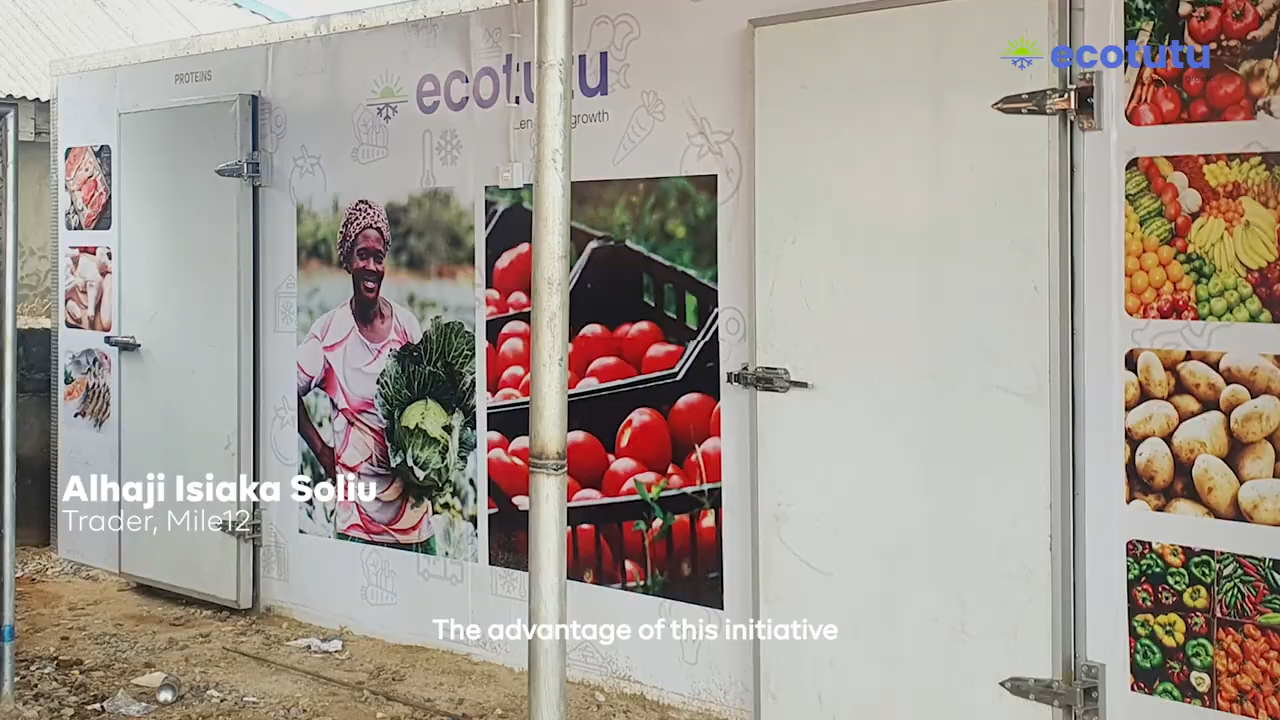 PROTEINS
ecotutu
growth
ecotutu
Alhaji Isiaka Soliu
Trader, Mile12
The advantage of this initiative